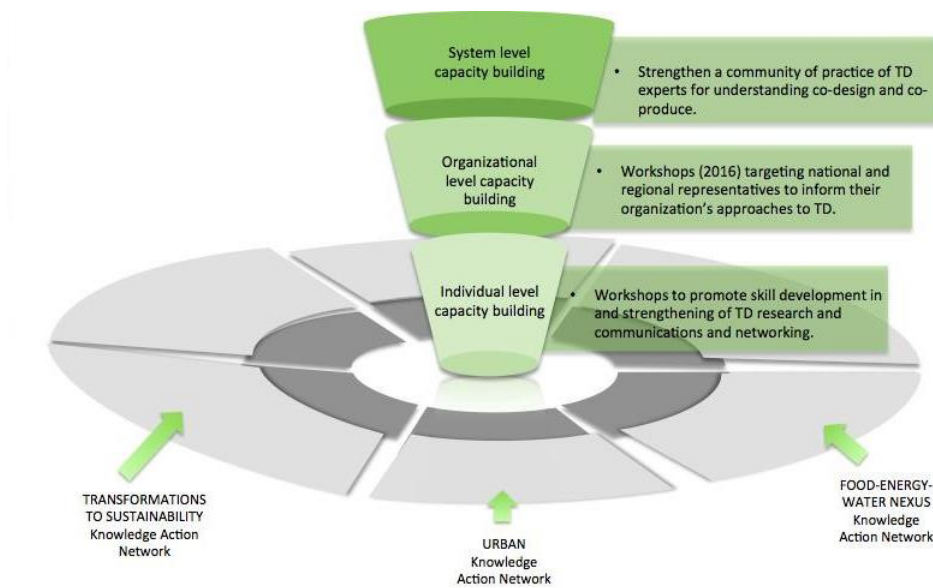 System level
capacity building
• Strengthen a community of practice of TD
experts for understanding co-design and co-
produce.
Organizational
level capacity
building
• Workshops (2016) targeting national and
regional representatives to inform their
organization's approaches to TD.
Individual level
capacity building
• Workshops to promote skill development in
and strengthening of TD research and
communications and networking.
TRANSFORMATIONS
TO SUSTAINABILITY
Knowledge Action
Network
URBAN
Knowledge
Action Network
FOOD-ENERGY-
WATER NEXUS
Knowledge
Action Network